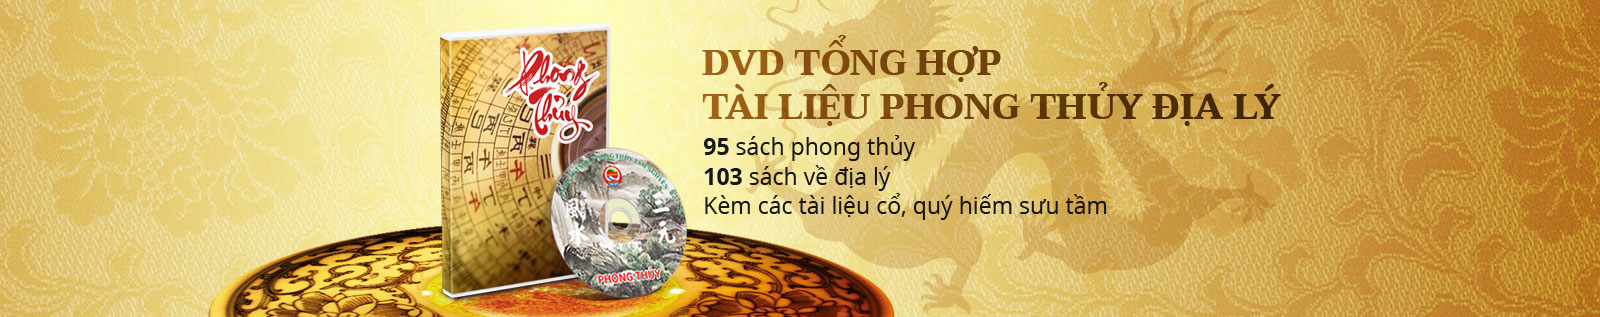 DVD TỔNG HỢP
TÀI LIỆU PHONG THỦY ĐỊA LÝ
95 sách phong thủy
103 sách về địa lý
Kèm các tài liệu cổ, quý hiếm sưu tầm
Phong
Thủy
PHONG THỦY